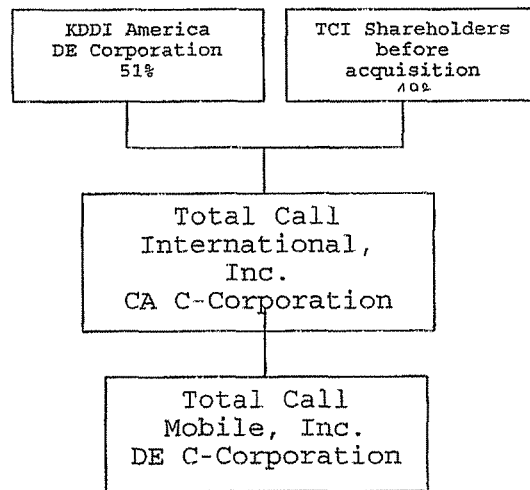 KDDI America
DE Corporation
51%
TCI Shareholders
before
acquisition
Total Call
International,
Inc.
CA C-Corporation
Total Call
Mobile, Inc.
DE C-Corporation